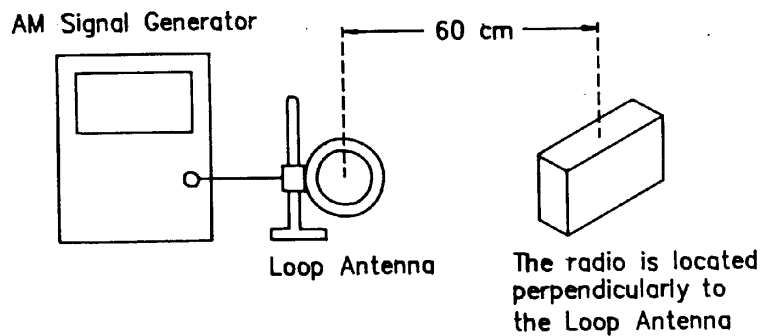 AM Signal Generator
60 cm
Loop Antenna
The radio is located
perpendicularly to
the Loop Antenna